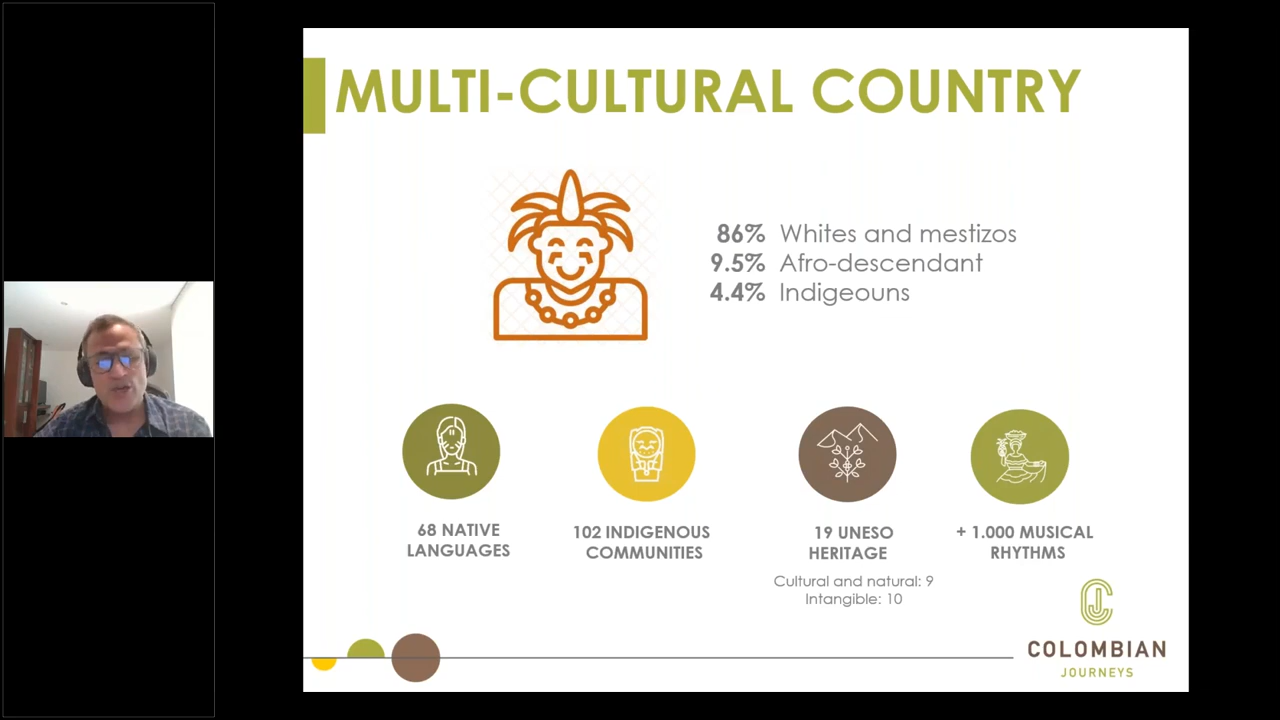 MULTI-CULTURAL COUNTRY
86% Whites and mestizos
9.5% Afro-descendant
4.4% Indigeouns
68 NATIVE
LANGUAGES
102 INDIGENOUS
COMMUNITIES
19 UNESO
HERITAGE
Cultural and natural: 9
Intangible: 10
+ 1.000 MUSICAL
RHYTHMS
COLOMBIAN
JOURNEYS